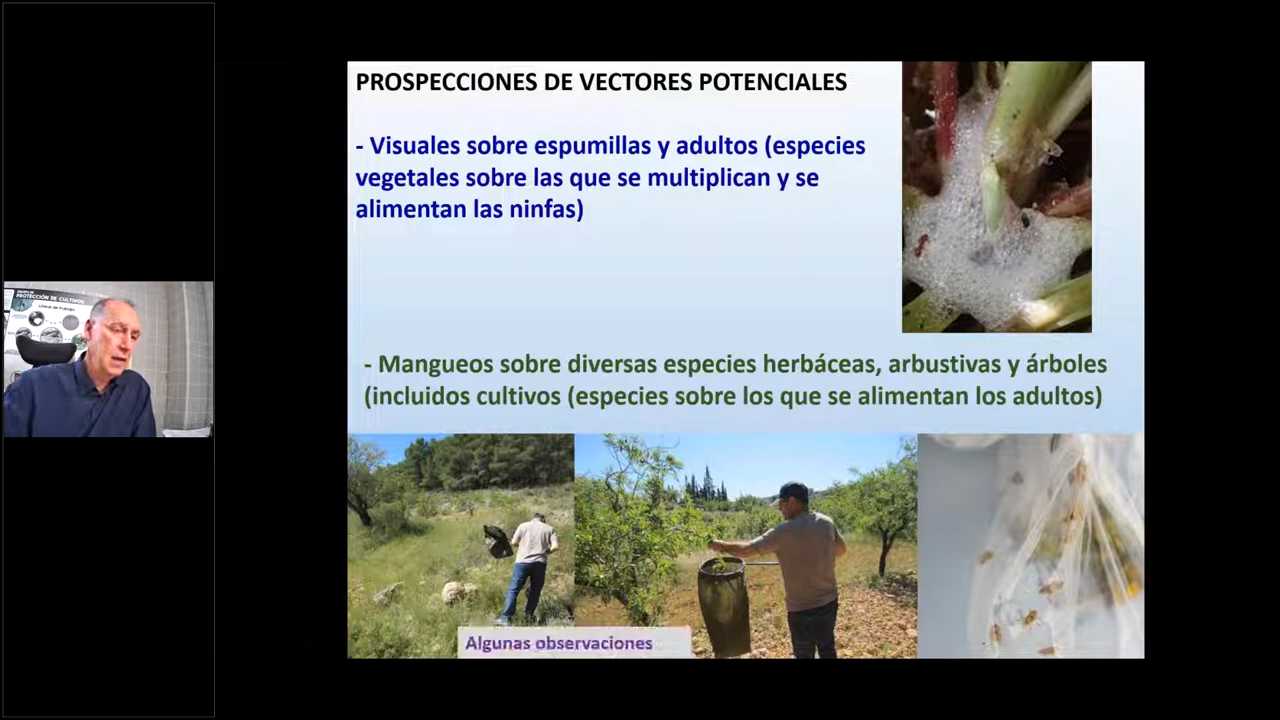 PROSPECCIONES DE VECTORES POTENCIALES
- Visuales sobre espumillas y adultos (especies
vegetales sobre las que se multiplican y se
alimentan las ninfas)
- Mangueos sobre diversas especies herbáceas, arbustivas y árboles
(incluidos cultivos (especies sobre los que se alimentan los adultos)
Algunas observaciones
PROTECCIÓN DE CULTIVOS